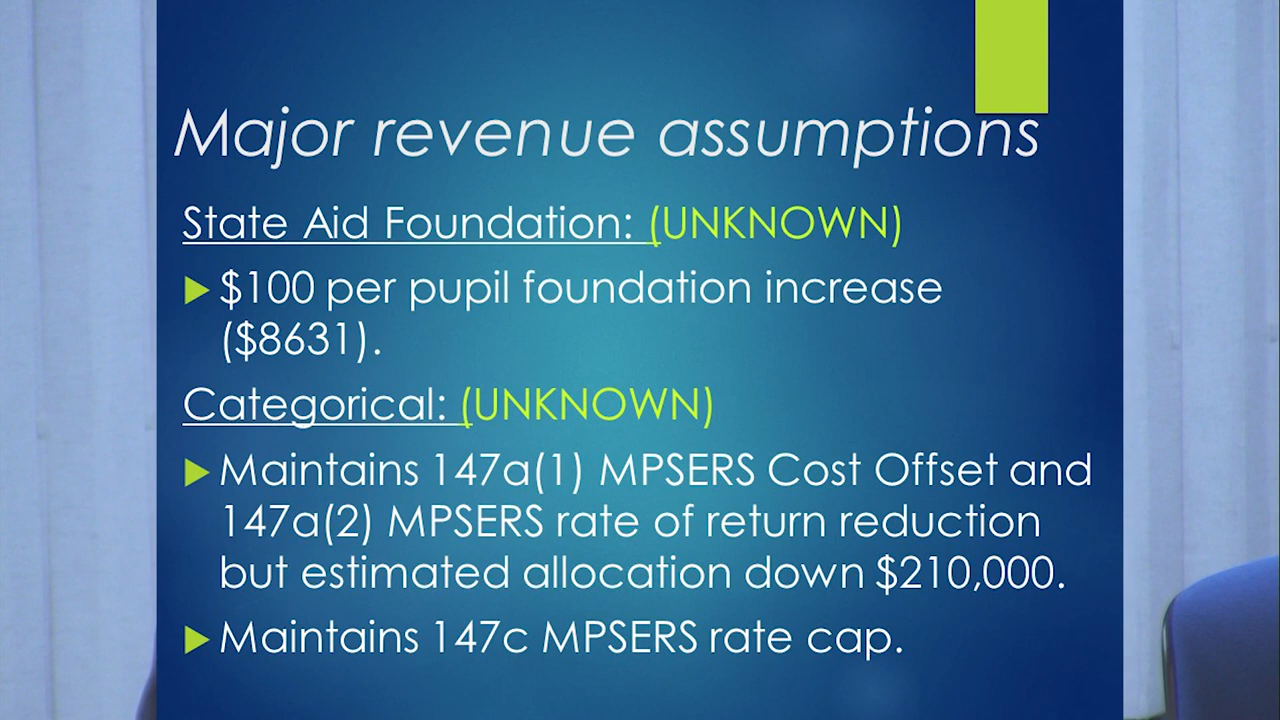 Major revenue assumptions
State Aid Foundation: (UNKNOWN)
$100 per pupil foundation increase
($8631).
Categorical: (UNKNOWN)
Maintains 147a(1) MPSERS Cost Offset and
147a(2) MPSERS rate of return reduction
but estimated allocation down $210,000.
Maintains 147c MPSERS rate cap.